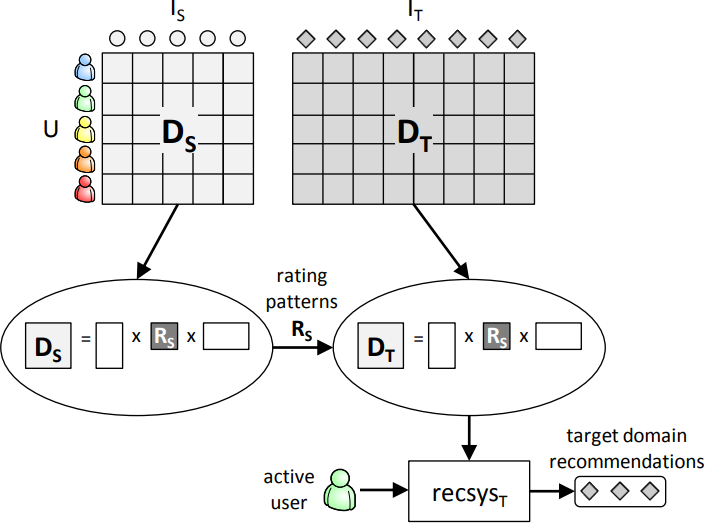 I_S
I_T
U
D_S
D_T
rating
patterns
R_S
D_S = x R_S x
D_T = x R_S x
target domain
recommendations
active
user
recsys_T